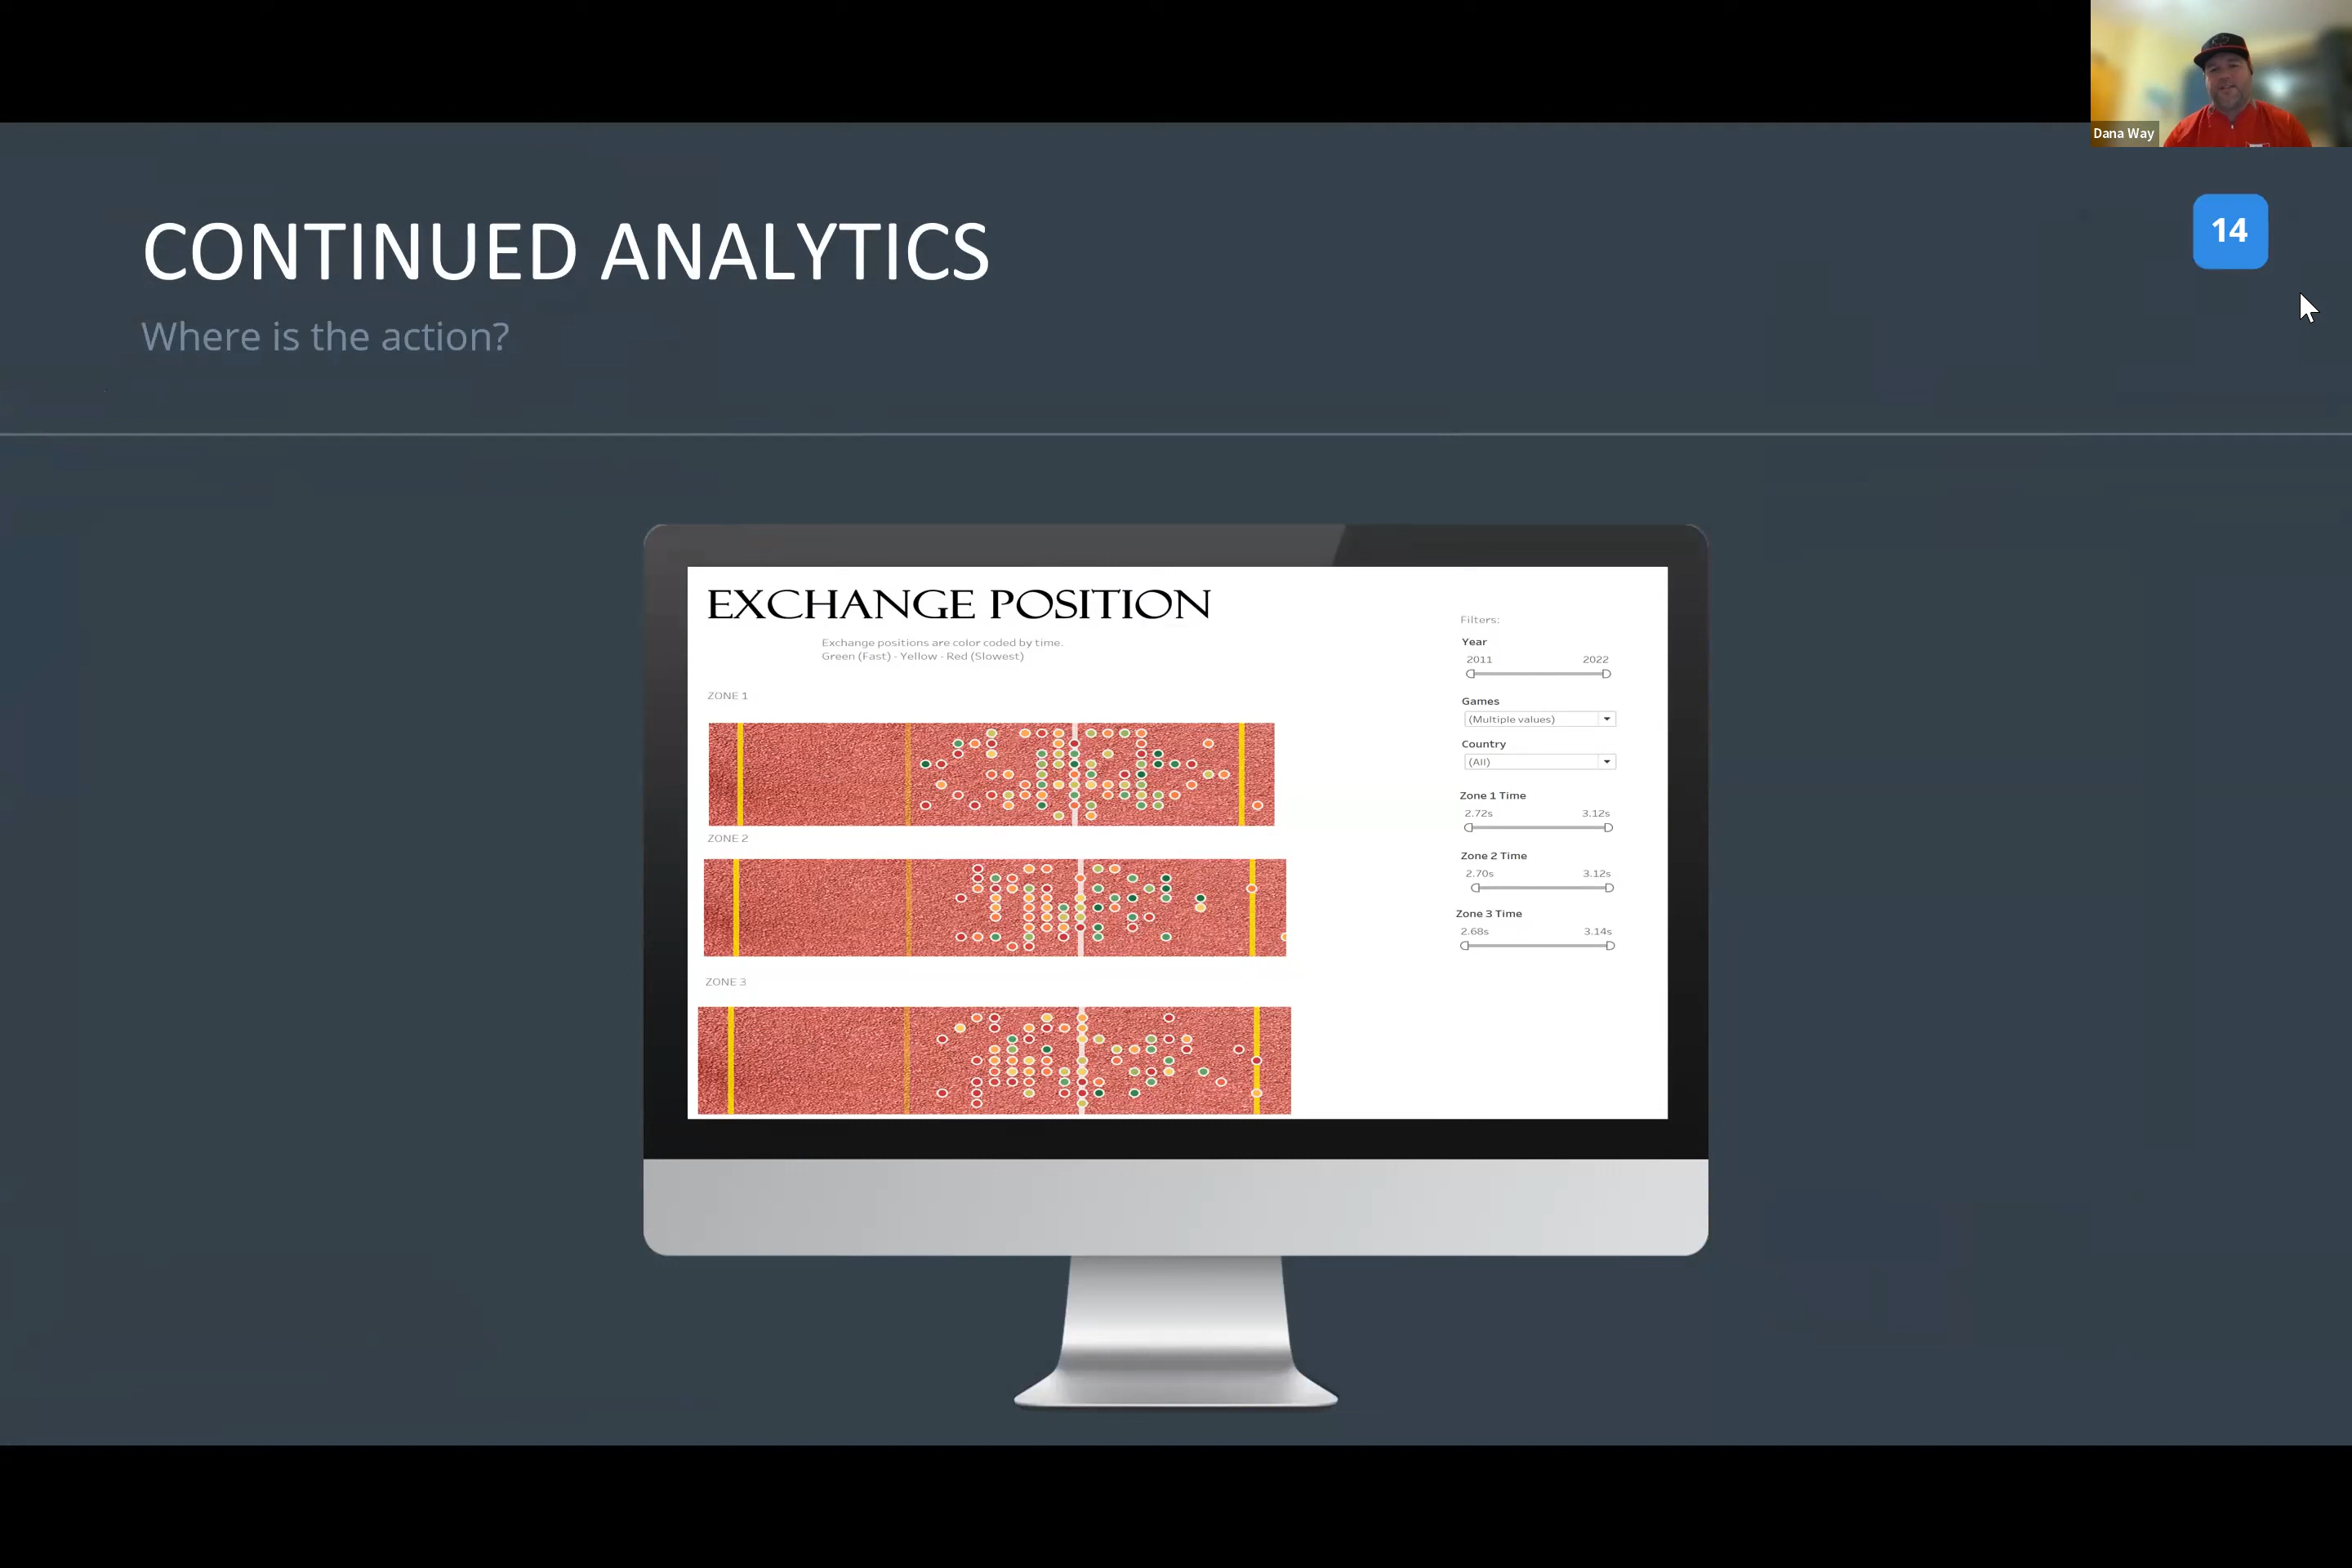 Dana Way
CONTINUED ANALYTICS
14
Where is the action?
EXCHANGE POSITION
Exchange positions are color coded by time.
Green (Fast) - Yellow - Red (Slowest)
ZONE 1
ZONE 2
ZONE 3
Filters:
Year
2011 2022
Games
(Multiple values)
Country
(All)
Zone 1 Time
2.72s 3.12s
Zone 2 Time
2.70s 3.12s
Zone 3 Time
2.68s 3.14s